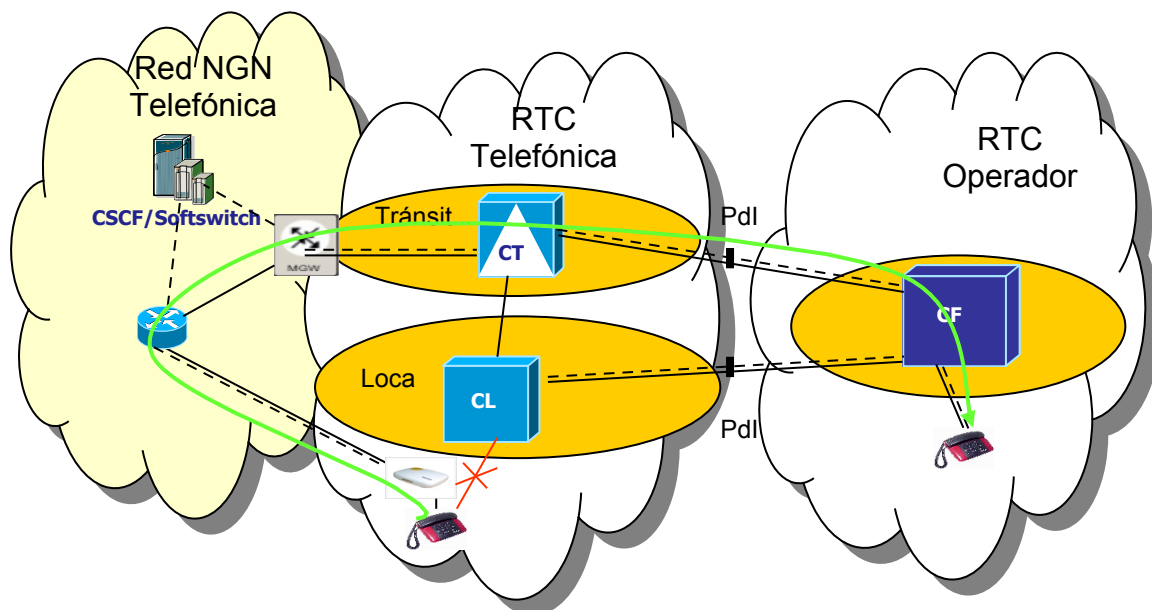 Red NGN
Telefónica
CSCF/Softswitch
MGW
RTC
Telefónica
Tránsit
CT
PdI
Loca
CL
PdI
RTC
Operador
CF